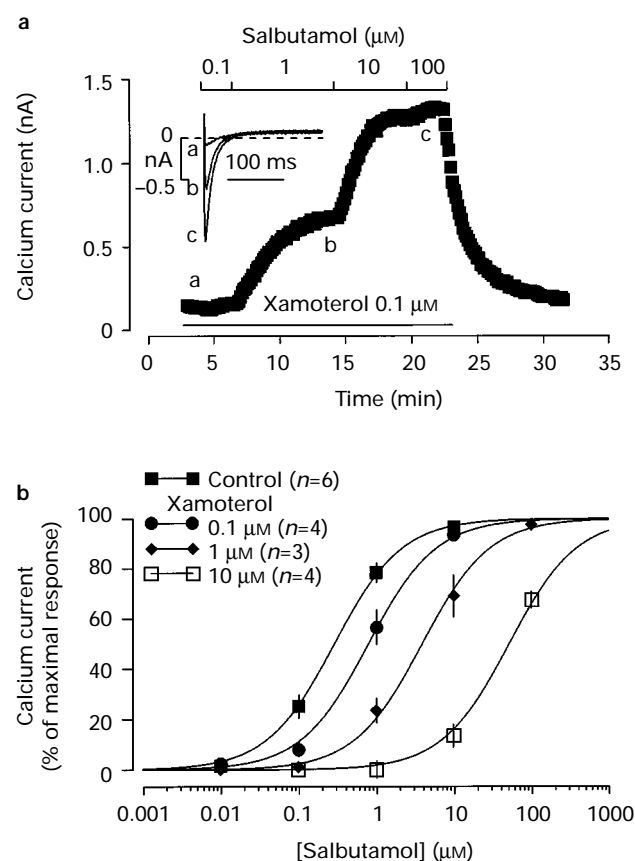 a
Salbutamol (μM)
0.1 1 10 100
1.5
1.0
0.5
0
Calcium current (nA)
0
nA
−0.5
a
b
c
100 ms
a
b
c
Xamoterol 0.1 μM
0 5 10 15 20 25 30 35
Time (min)
b
Control (n=6)
Xamoterol
0.1 μM (n=4)
1 μM (n=3)
10 μM (n=4)
100
80
60
40
20
0
Calcium current
(% of maximal response)
0.001 0.01 0.1 1 10 100 1000
[Salbutamol] (μM)